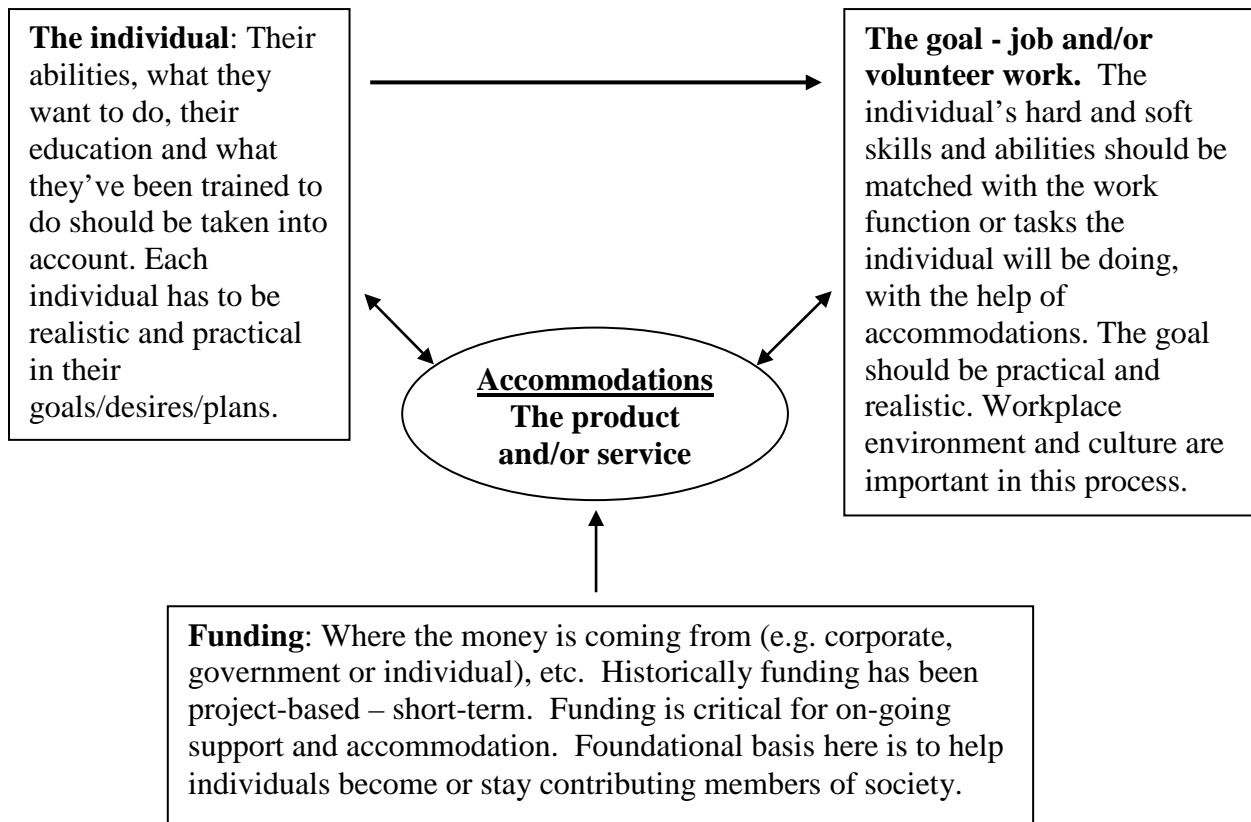 The individual: Their
abilities, what they
want to do, their
education and what
they've been trained to
do should be taken into
account. Each
individual has to be
realistic and practical
in their
goals/desires/plans.
The goal - job and/or
volunteer work.  The
individual's hard and soft
skills and abilities should be
matched with the work
function or tasks the
individual will be doing,
with the help of
accommodations. The goal
should be practical and
realistic. Workplace
environment and culture are
important in this process.
Accommodations
The product
and/or service
Funding: Where the money is coming from (e.g. corporate,
government or individual), etc.  Historically funding has been
project-based – short-term.  Funding is critical for on-going
support and accommodation.  Foundational basis here is to help
individuals become or stay contributing members of society.